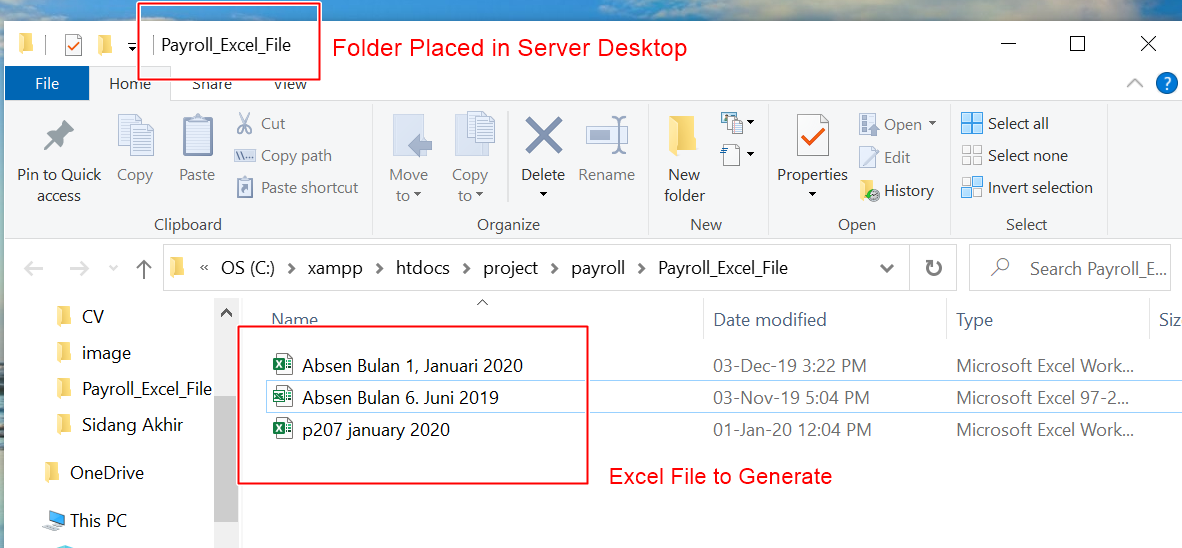 Payroll_Excel_File
Folder Placed in Server Desktop
File
Home
Share
View
?
Pin to Quick access
Copy
Paste
Cut
Copy path
Paste shortcut
Clipboard
Move to
Copy to
Delete
Rename
Organize
New folder
New
Properties
Open
Edit
History
Open
Select all
Select none
Invert selection
Select
« OS (C:) > xampp > htdocs > project > payroll > Payroll_Excel_File
Search Payroll_E...
CV
image
Payroll_Excel_File
Sidang Akhir
OneDrive
This PC
Name Date modified Type Siz
Absen Bulan 1, Januari 2020 03-Dec-19 3:22 PM Microsoft Excel Work...
Absen Bulan 6. Juni 2019 03-Nov-19 5:04 PM Microsoft Excel 97-2...
p207 january 2020 01-Jan-20 12:04 PM Microsoft Excel Work...
Excel File to Generate